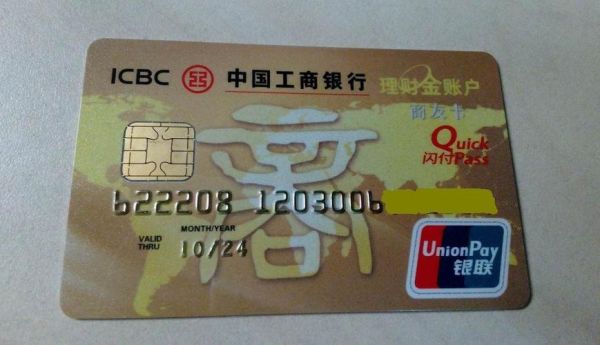 ICBC 中国工商银行 理财金账户
商友卡
Quick
闪付Pass
商
622208 1203006
MONTH/YEAR
VALID
THRU 10/24
UnionPay
银联